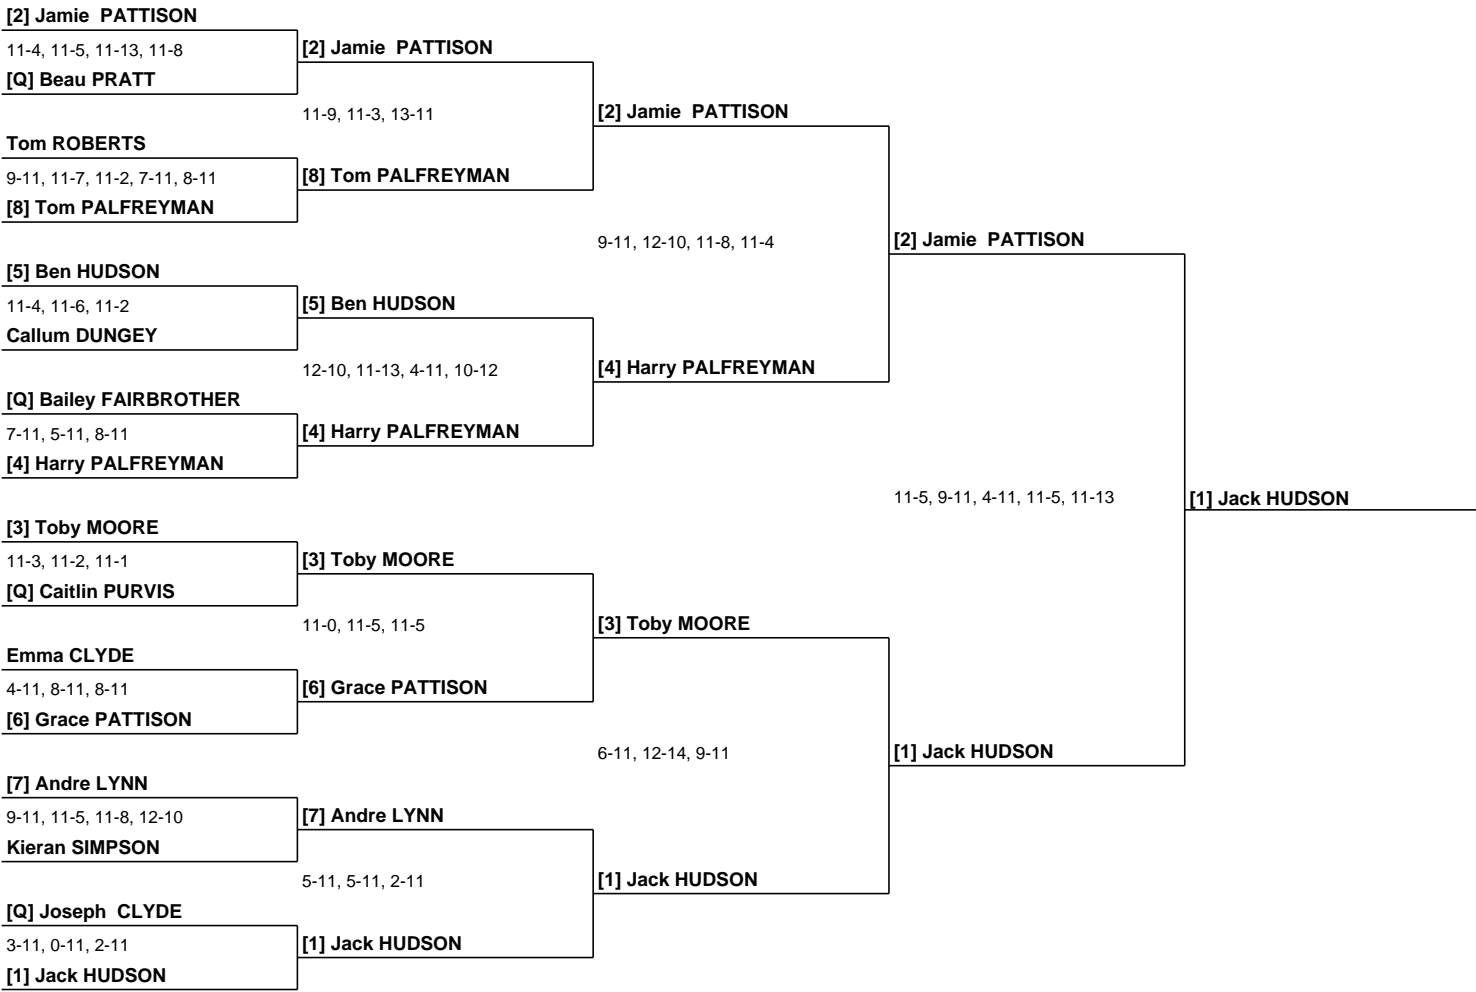 [2] Jamie  PATTISON
11-4, 11-5, 11-13, 11-8
[Q] Beau PRATT
Tom ROBERTS
9-11, 11-7, 11-2, 7-11, 8-11
[8] Tom PALFREYMAN
[5] Ben HUDSON
11-4, 11-6, 11-2
Callum DUNGEY
[Q] Bailey FAIRBROTHER
7-11, 5-11, 8-11
[4] Harry PALFREYMAN
[3] Toby MOORE
11-3, 11-2, 11-1
[Q] Caitlin PURVIS
Emma CLYDE
4-11, 8-11, 8-11
[6] Grace PATTISON
[7] Andre LYNN
9-11, 11-5, 11-8, 12-10
Kieran SIMPSON
[Q] Joseph  CLYDE
3-11, 0-11, 2-11
[1] Jack HUDSON
[2] Jamie  PATTISON
11-9, 11-3, 13-11
[8] Tom PALFREYMAN
[5] Ben HUDSON
12-10, 11-13, 4-11, 10-12
[4] Harry PALFREYMAN
[3] Toby MOORE
11-0, 11-5, 11-5
[6] Grace PATTISON
[7] Andre LYNN
5-11, 5-11, 2-11
[1] Jack HUDSON
[2] Jamie  PATTISON
9-11, 12-10, 11-8, 11-4
[4] Harry PALFREYMAN
[3] Toby MOORE
6-11, 12-14, 9-11
[1] Jack HUDSON
[2] Jamie  PATTISON
11-5, 9-11, 4-11, 11-5, 11-13
[1] Jack HUDSON
[1] Jack HUDSON